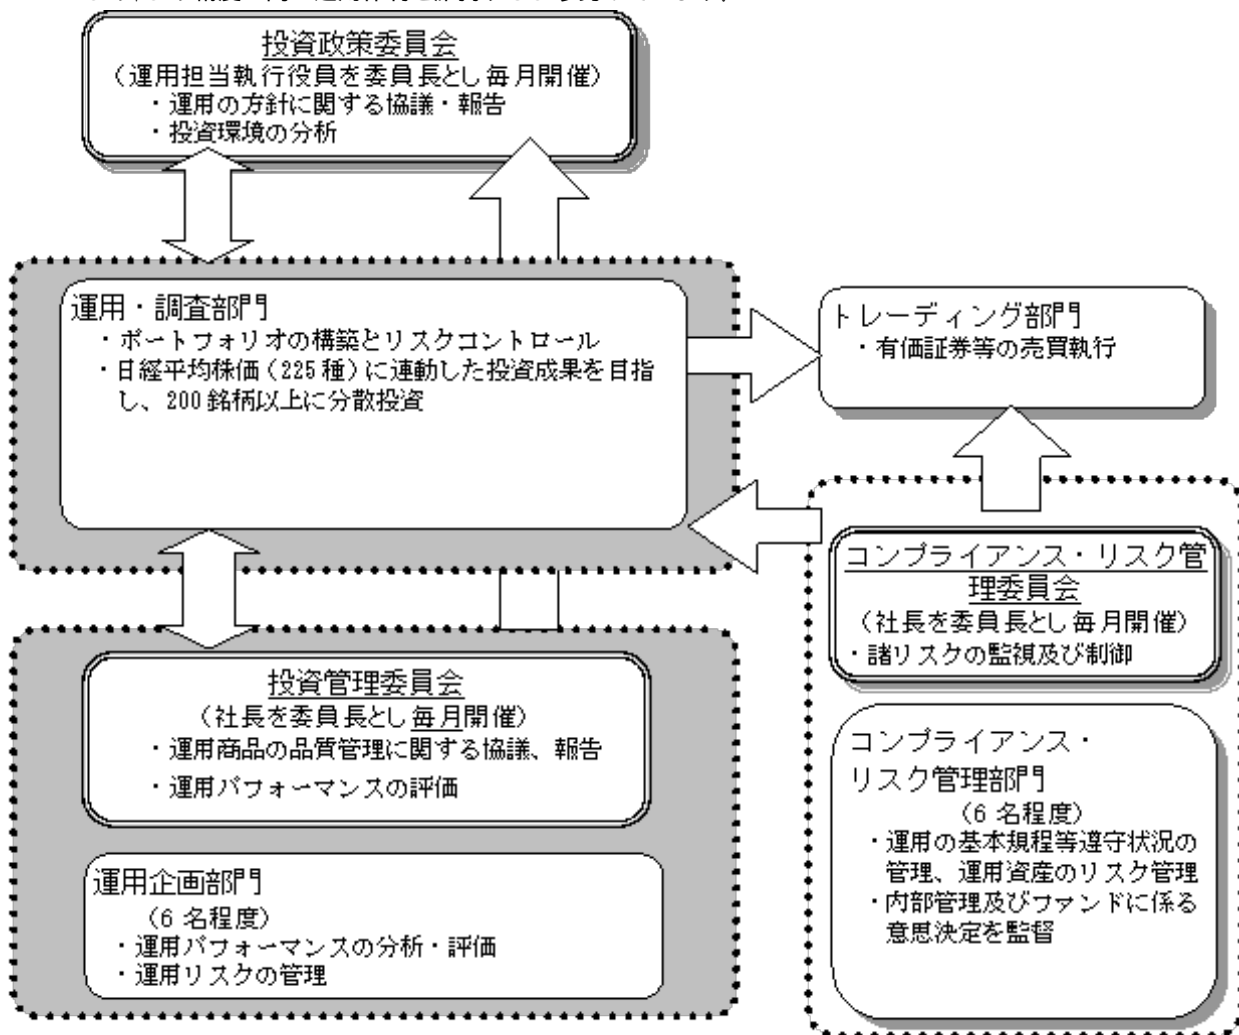 投資政策委員会
（運用担当執行役員を委員長とし毎月開催）
・運用の方針に関する協議・報告
・投資環境の分析
運用・調査部門
・ポートフォリオの構築とリスクコントロール
・日経平均株価（225種）に連動した投資成果を目指
し、200銘柄以上に分散投資
トレーディング部門
・有価証券等の売買執行
コンプライアンス・リスク管
理委員会
（社長を委員長とし毎月開催）
・諸リスクの監視及び制御
投資管理委員会
（社長を委員長とし毎月開催）
・運用商品の品質管理に関する協議、報告
・運用パフォーマンスの評価
コンプライアンス・
リスク管理部門
（6名程度）
・運用の基本規程等遵守状況の
管理、運用資産のリスク管理
・内部管理及びファンドに係る
意思決定を監督
運用企画部門
（6名程度）
・運用パフォーマンスの分析・評価
・運用リスクの管理